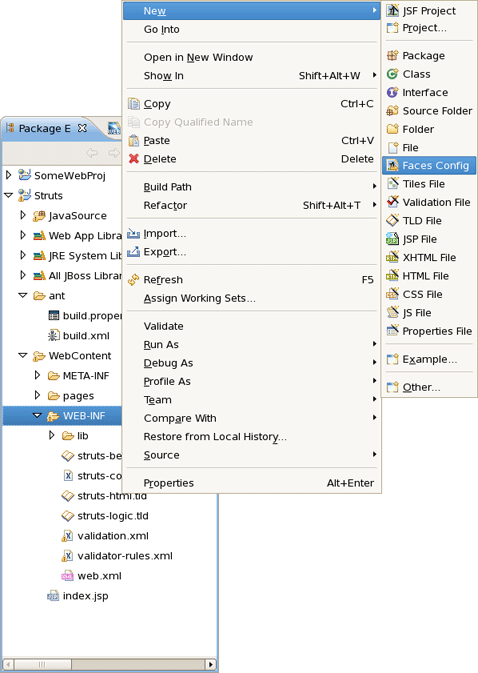 New
Go Into
Open in New Window
Show In Shift+Alt+W
Copy Ctrl+C
Copy Qualified Name
Paste Ctrl+V
Delete Delete
Build Path
Refactor Shift+Alt+T
Import...
Export...
Refresh F5
Assign Working Sets...
Validate
Run As
Debug As
Profile As
Team
Compare With
Restore from Local History...
Source
Properties Alt+Enter
JSF Project
Project...
Package
Class
Interface
Source Folder
Folder
File
Faces Config
Tiles File
Validation File
TLD File
JSP File
XHTML File
HTML File
CSS File
JS File
Properties File
Example...
Other...
Package E
SomeWebProj
Struts
JavaSource
Web App Libra
JRE System Lib
All JBoss Libra
ant
build.proper
build.xml
WebContent
META-INF
pages
WEB-INF
lib
struts-be
struts-co
struts-html.tld
struts-logic.tld
validation.xml
validator-rules.xml
web.xml
index.jsp